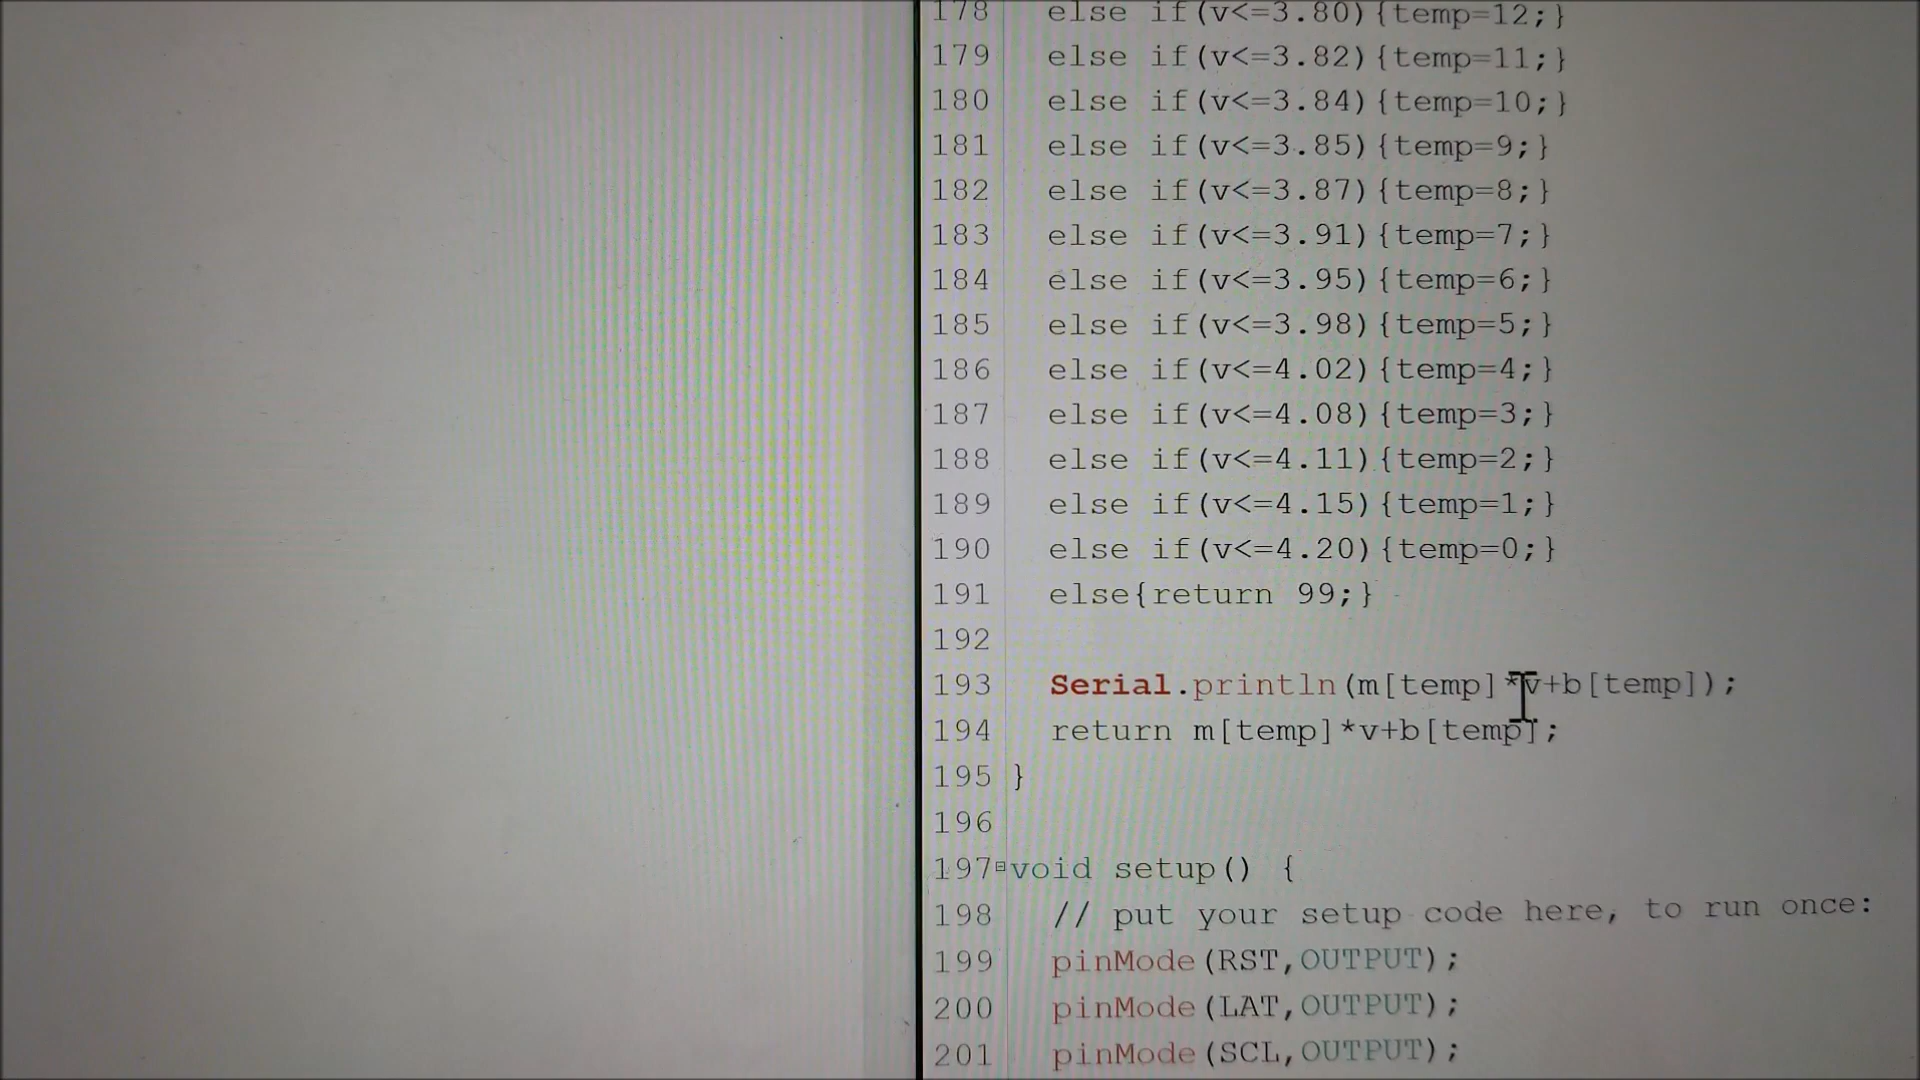 178 else if(v<=3.80){temp=12;}
179 else if(v<=3.82){temp=11;}
180 else if(v<=3.84){temp=10;}
181 else if(v<=3.85){temp=9;}
182 else if(v<=3.87){temp=8;}
183 else if(v<=3.91){temp=7;}
184 else if(v<=3.95){temp=6;}
185 else if(v<=3.98){temp=5;}
186 else if(v<=4.02){temp=4;}
187 else if(v<=4.08){temp=3;}
188 else if(v<=4.11){temp=2;}
189 else if(v<=4.15){temp=1;}
190 else if(v<=4.20){temp=0;}
191 else{return 99;}
192
193 Serial.println(m[temp]*v+b[temp]);
194 return m[temp]*v+b[temp];
195 }
196
197 void setup() {
198 // put your setup code here, to run once:
199 pinMode(RST,OUTPUT);
200 pinMode(LAT,OUTPUT);
201 pinMode(SCL,OUTPUT);